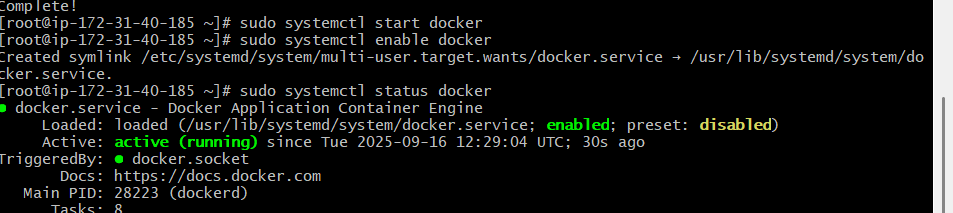 Complete!
[root@ip-172-31-40-185 ~]# sudo systemctl start docker
[root@ip-172-31-40-185 ~]# sudo systemctl enable docker
Created symlink /etc/systemd/system/multi-user.target.wants/docker.service → /usr/lib/systemd/system/do
cker.service.
[root@ip-172-31-40-185 ~]# sudo systemctl status docker
● docker.service - Docker Application Container Engine
Loaded: loaded (/usr/lib/systemd/system/docker.service; enabled; preset: disabled)
Active: active (running) since Tue 2025-09-16 12:29:04 UTC; 30s ago
TriggeredBy: ● docker.socket
Docs: https://docs.docker.com
Main PID: 28223 (dockerd)
Tasks: 8